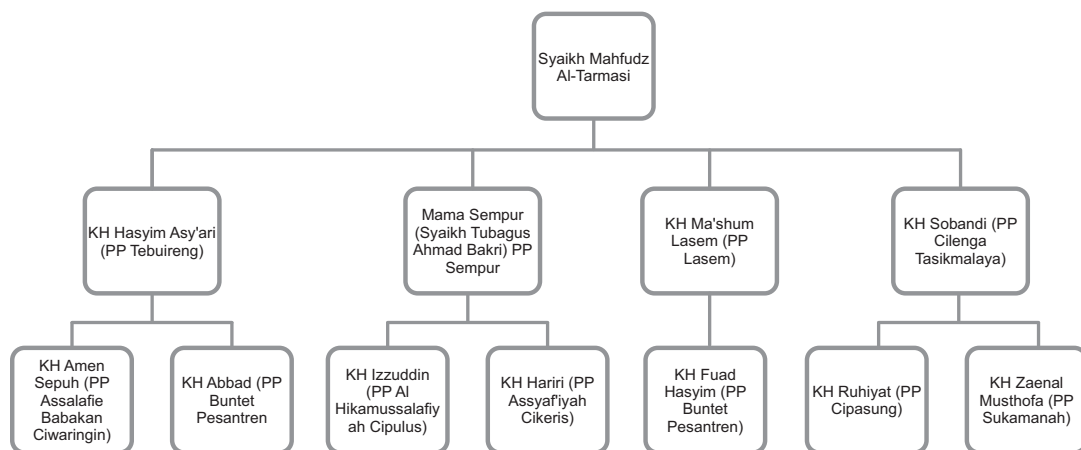 Syaikh Mahfudz
Al-Tarmasi
KH Hasyim Asy'ari
(PP Tebuireng)
Mama Sempur
(Syaikh Tubagus
Ahmad Bakri) PP
Sempur
KH Ma'shum
Lasem (PP
Lasem)
KH Sobandi (PP
Cilenga
Tasikmalaya)
KH Amen
Sepuh (PP
Assalafie
Babakan
Ciwaringin)
KH Abbad (PP
Buntet
Pesantren
KH Izzuddin
(PP Al
Hikamussalafiy
ah Cipulus)
KH Hariri (PP
Assyaf'iyah
Cikeris)
KH Fuad
Hasyim (PP
Buntet
Pesantren)
KH Ruhiyat (PP
Cipasung)
KH Zaenal
Musthofa (PP
Sukamanah)